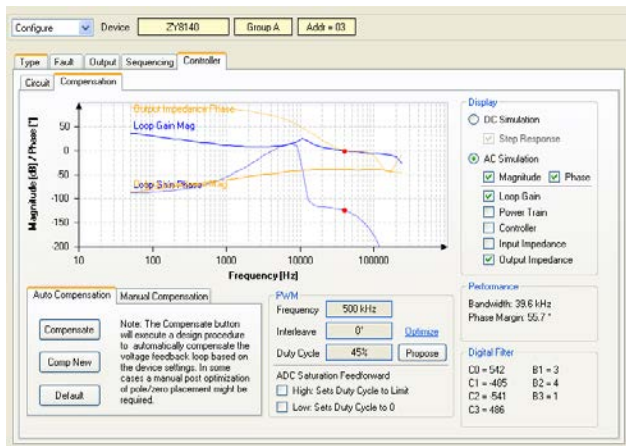 Configure Device ZY8140 Group A Addr = 03
Type Fault Output Sequencing Controller
Circuit Compensation
Output Impedance Phase
Loop Gain Mag
Loop Gain Phase
Mag
Magnitude [dB] / Phase [°]
50
0
-50
-100
-150
-200
10 100 1000 10000 100000
Frequency [Hz]
Display
DC Simulation
Step Response
AC Simulation
Magnitude Phase
Loop Gain
Power Train
Controller
Input Impedance
Output Impedance
Auto Compensation Manual Compensation
Compensate
Comp New
Default
Note: The Compensate button
will execute a design procedure
to automatically compensate the
voltage feedback loop based on
the device settings. In some
cases a manual post optimization
of pole/zero placement might be
required.
PWM
Frequency 500 kHz
Interleave 0° Optimize
Duty Cycle 45% Propose
ADC Saturation Feedforward
High: Sets Duty Cycle to Limit
Low: Sets Duty Cycle to 0
Performance
Bandwidth: 39.6 kHz
Phase Margin: 55.7 °
Digital Filter
C0 = 542 B1 = 3
C1 = -485 B2 = 4
C2 = -541 B3 = 1
C3 = 486